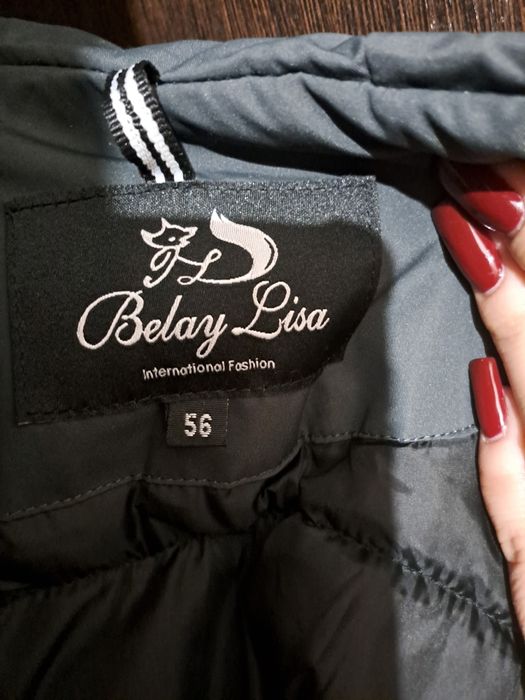 Belay Lisa
International Fashion
56